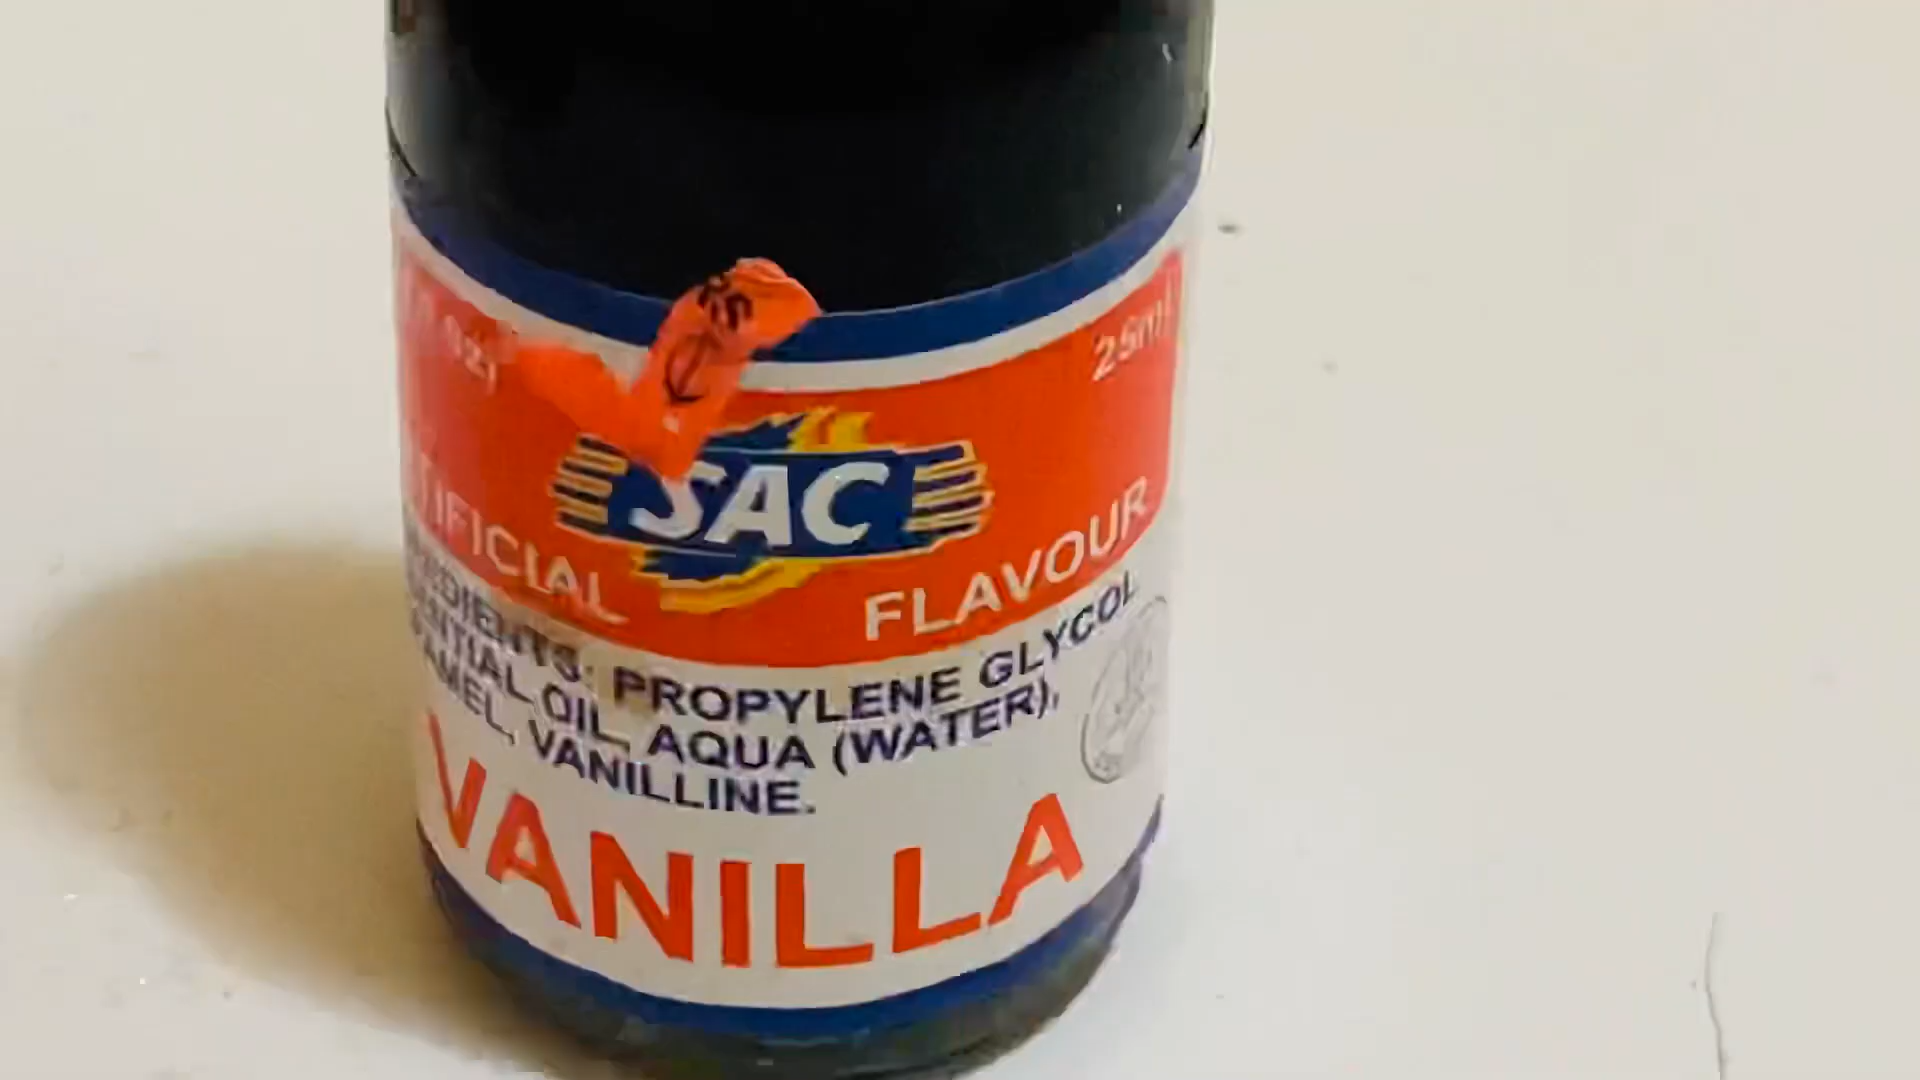 25ml
SAC
FLAVOUR
PROPYLENE GLYCOL
OIL, AQUA (WATER),
VANILLINE.
VANILLA